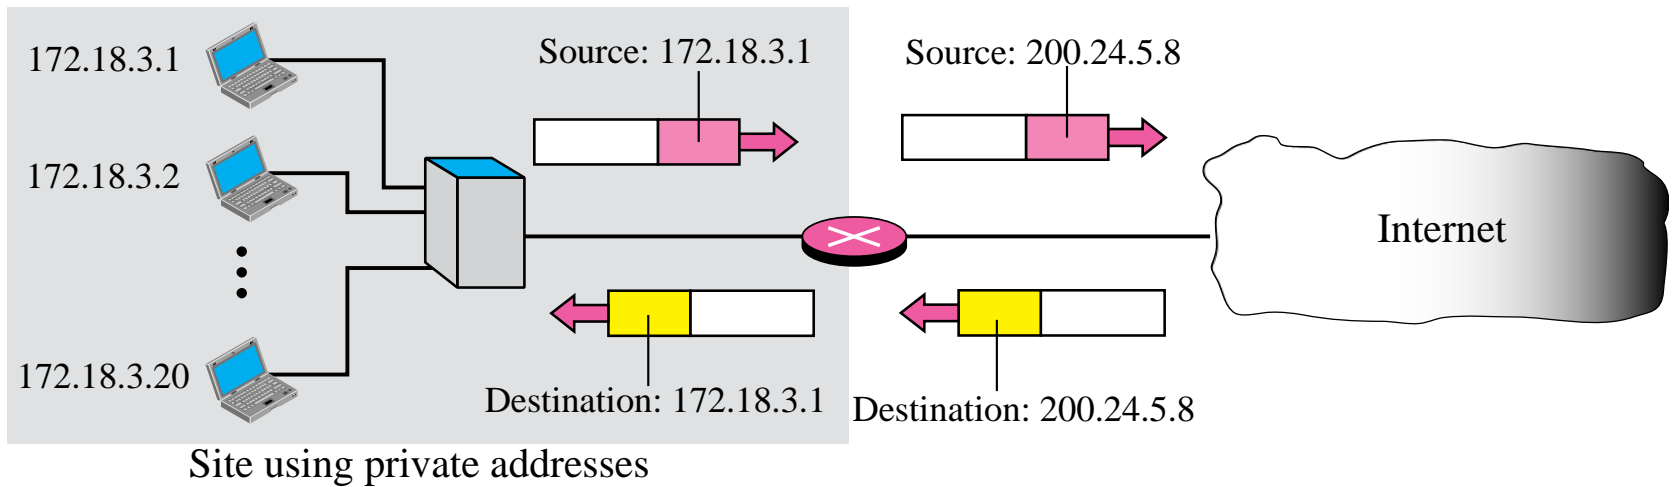 172.18.3.1
Source: 172.18.3.1
Source: 200.24.5.8
172.18.3.2
Internet
172.18.3.20
Destination: 172.18.3.1
Destination: 200.24.5.8
Site using private addresses